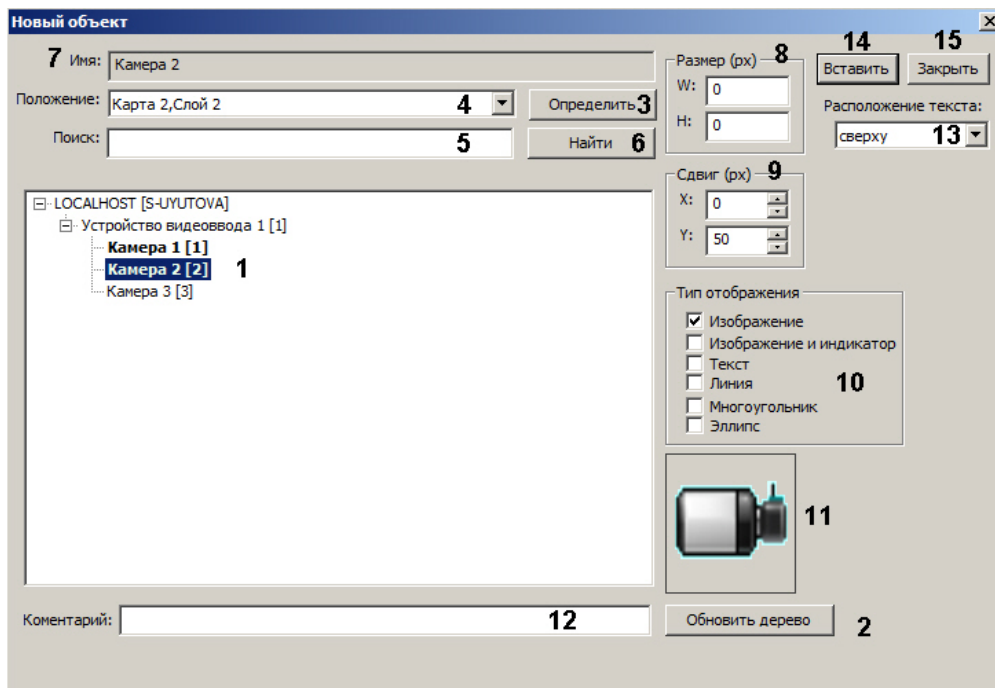 Новый объект
7 Имя: Камера 2
Положение: Карта 2,Слой 2 4 Определить 3
Поиск: 5 Найти 6
LOCALHOST [S-UYUTOVA]
Устройство видеоввода 1 [1]
Камера 1 [1]
Камера 2 [2] 1
Камера 3 [3]
Коментарий: 12
Размер (px) 8
W: 0
H: 0
Сдвиг (px) 9
X: 0
Y: 50
Тип отображения
Изображение
Изображение и индикатор
Текст
Линия
10
Многоугольник
Эллипс
11
Обновить дерево 2
14 15
Вставить Закрыть
Расположение текста:
сверху 13